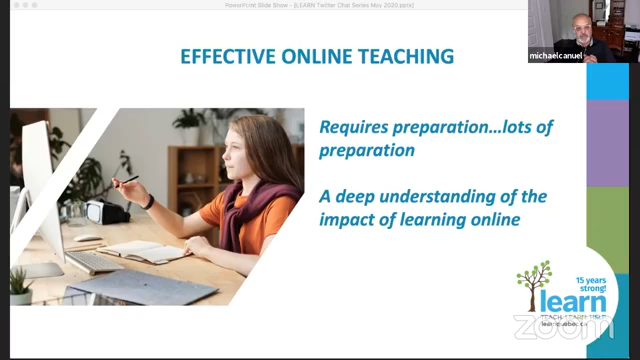 PowerPoint Slide Show - [LEARN Twitter Chat Series May 2020.pptx]
EFFECTIVE ONLINE TEACHING
michaelcanuel
Requires preparation...lots of
preparation
A deep understanding of the
impact of learning online
15 years
strong!
learn
zoom